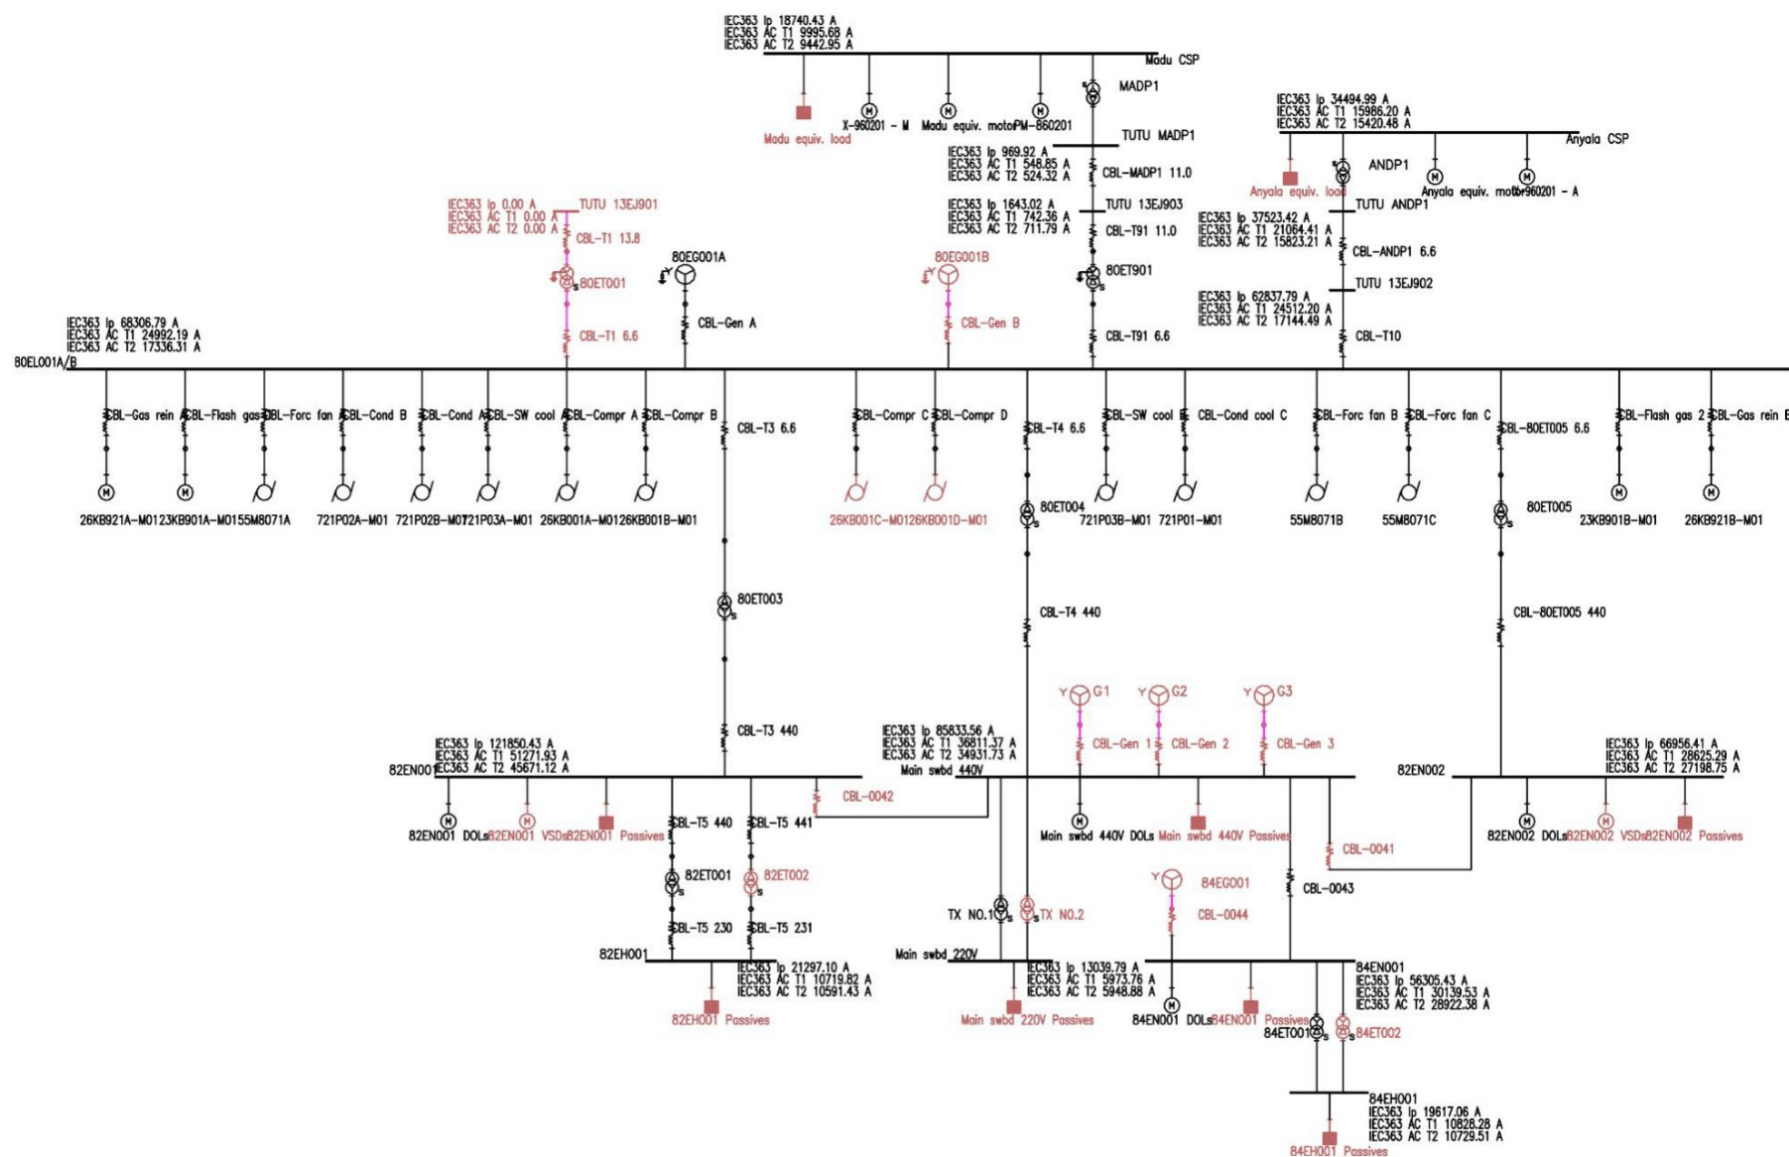 IEC363 Ip 18740.43 A
IEC363 AC T1 9995.68 A
IEC363 AC T2 9442.95 A
Madu CSP
MADP1
Madu equiv. load
X-960201 - M
Madu equiv. motor
PM-860201
TUTU MADP1
IEC363 Ip 969.92 A
IEC363 AC T1 548.85 A
IEC363 AC T2 524.32 A
CBL-MADP1 11.0
IEC363 Ip 34494.99 A
IEC363 AC T1 15986.20 A
IEC363 AC T2 15420.48 A
Anyala CSP
ANDP1
Anyala equiv. load
Anyala equiv. motor
960201 - A
IEC363 Ip 0.00 A
IEC363 AC T1 0.00 A
IEC363 AC T2 0.00 A
TUTU 13EJ901
CBL-T1 13.8
IEC363 Ip 1643.02 A
IEC363 AC T1 742.36 A
IEC363 AC T2 711.79 A
TUTU 13EJ903
CBL-T91 11.0
TUTU ANDP1
IEC363 Ip 37523.42 A
IEC363 AC T1 21064.41 A
IEC363 AC T2 15823.21 A
CBL-ANDP1 6.6
80ET001
80EG001A
80EG001B
80ET901
TUTU 13EJ902
IEC363 Ip 62837.79 A
IEC363 AC T1 24512.20 A
IEC363 AC T2 17144.49 A
IEC363 Ip 68306.79 A
IEC363 AC T1 24992.19 A
IEC363 AC T2 17336.31 A
CBL-T1 6.6
CBL-Gen A
CBL-Gen B
CBL-T91 6.6
CBL-T10
80EL001A/B
CBL-Gas rein A
CBL-Flash gas
CBL-Forc fan A
CBL-Cond B
CBL-Cond A
CBL-SW cool A
CBL-Compr A
CBL-Compr B
CBL-T3 6.6
CBL-Compr C
CBL-Compr D
CBL-T4 6.6
CBL-SW cool B
CBL-Cond cool C
CBL-Forc fan B
CBL-Forc fan C
CBL-80ET005 6.6
CBL-Flash gas 2
CBL-Gas rein B
26KB921A-M01
23KB901A-M01
55M8071A
721P02A-M01
721P02B-M01
721P03A-M01
26KB001A-M01
26KB001B-M01
26KB001C-M01
26KB001D-M01
80ET004
721P03B-M01
721P01-M01
55M8071B
55M8071C
80ET005
23KB901B-M01
26KB921B-M01
80ET003
CBL-T4 440
CBL-80ET005 440
G1
G2
G3
CBL-T3 440
CBL-Gen 1
CBL-Gen 2
CBL-Gen 3
IEC363 Ip 121850.43 A
IEC363 AC T1 51271.93 A
IEC363 AC T2 45671.12 A
82EN001
IEC363 Ip 85833.56 A
IEC363 AC T1 36811.37 A
IEC363 AC T2 34931.73 A
Main swbd 440V
82EN002
IEC363 Ip 66956.41 A
IEC363 AC T1 28625.29 A
IEC363 AC T2 27198.75 A
CBL-0042
82EN001 DOLs
82EN001 VSDs
82EN001 Passives
CBL-T5 440
CBL-T5 441
Main swbd 440V DOLs
Main swbd 440V Passives
CBL-0041
82EN002 DOLs
82EN002 VSDs
82EN002 Passives
82ET001
82ET002
84EG001
CBL-0043
CBL-0044
TX NO.1
TX NO.2
CBL-T5 230
CBL-T5 231
82EH001
IEC363 Ip 21297.10 A
IEC363 AC T1 10719.82 A
IEC363 AC T2 10591.43 A
82EH001 Passives
Main swbd 220V
IEC363 Ip 13039.79 A
IEC363 AC T1 5973.76 A
IEC363 AC T2 5948.88 A
Main swbd 220V Passives
84EN001
IEC363 Ip 56305.43 A
IEC363 AC T1 30139.53 A
IEC363 AC T2 28922.38 A
84EN001 DOLs
84EN001 Passives
84ET001
84ET002
84EH001
IEC363 Ip 19617.06 A
IEC363 AC T1 10828.28 A
IEC363 AC T2 10729.51 A
84EH001 Passives